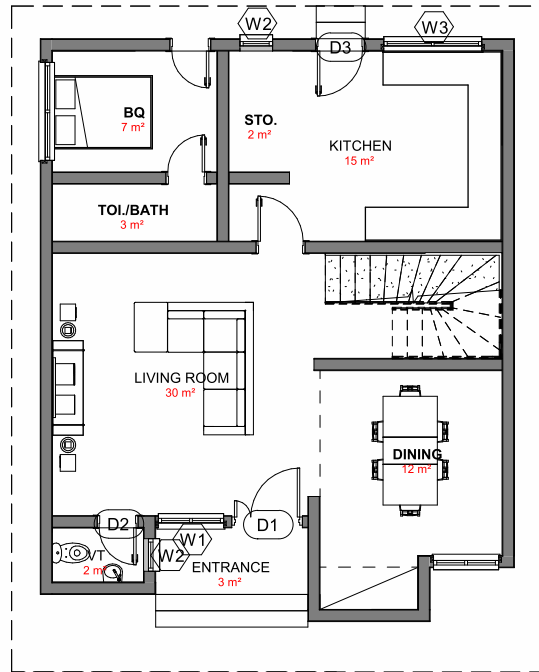 W2
W3
D3
BQ
7 m²
STO.
2 m²
KITCHEN
15 m²
TOI./BATH
3 m²
LIVING ROOM
30 m²
DINING
12 m²
D2
D1
W1
W2
VT
2 m²
ENTRANCE
3 m²